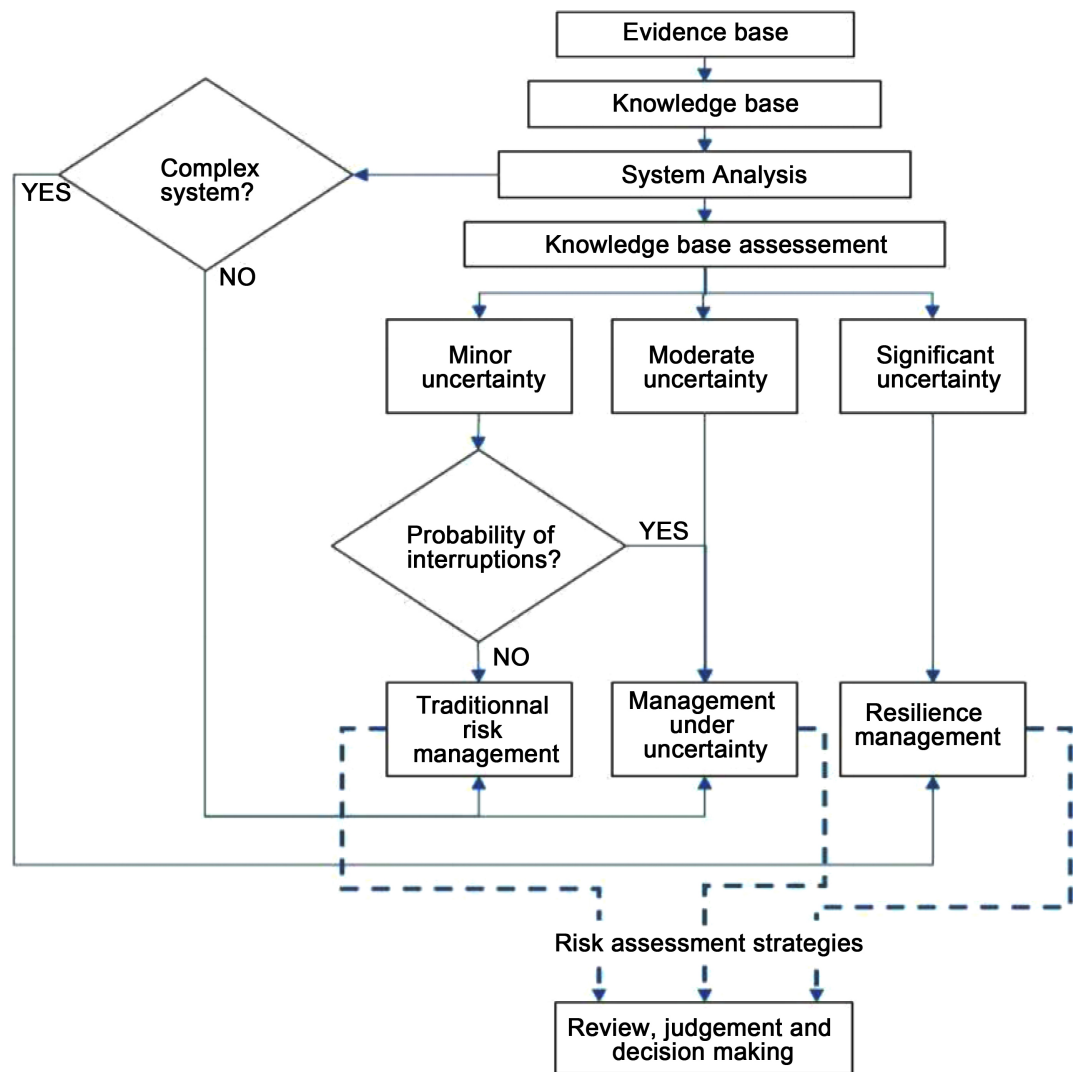 Evidence base
Knowledge base
System Analysis
Complex
system?
YES
NO
Knowledge base assessement
Minor
uncertainty
Moderate
uncertainty
Significant
uncertainty
Probability of
interruptions?
YES
NO
Traditionnal
risk
management
Management
under
uncertainty
Resilience
management
Risk assessment strategies
Review, judgement and
decision making